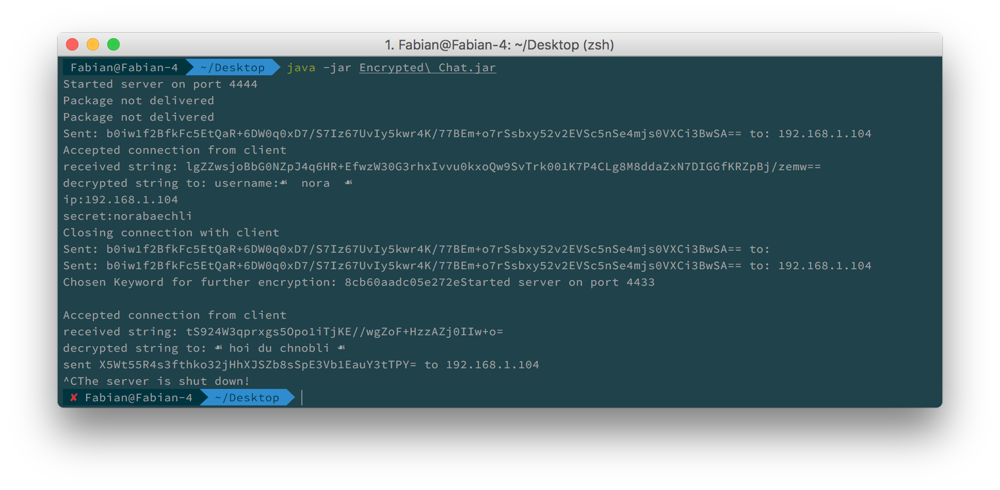 1. Fabian@Fabian-4: ~/Desktop (zsh)
Fabian@Fabian-4 ~/Desktop java -jar Encrypted\ Chat.jar
Started server on port 4444
Package not delivered
Package not delivered
Sent: b0iw1f2BfkFc5EtQaR+6DW0q0xD7/S7Iz67UvIy5kwr4K/77BEm+o7rSsbxy52v2EVSc5nSe4mjs0VXCi3BwSA== to: 192.168.1.104
Accepted connection from client
received string: lgZZwsjoBbG0NZpJ4q6HR+EfwzW30G3rhxIvvu0kxoQw9SvTrk001K7P4CLg8M8ddaZxN7DIGGfKRZpBj/zemw==
decrypted string to: username:☙  nora  ☙
ip:192.168.1.104
secret:norabaechli
Closing connection with client
Sent: b0iw1f2BfkFc5EtQaR+6DW0q0xD7/S7Iz67UvIy5kwr4K/77BEm+o7rSsbxy52v2EVSc5nSe4mjs0VXCi3BwSA== to:
Sent: b0iw1f2BfkFc5EtQaR+6DW0q0xD7/S7Iz67UvIy5kwr4K/77BEm+o7rSsbxy52v2EVSc5nSe4mjs0VXCi3BwSA== to: 192.168.1.104
Chosen Keyword for further encryption: 8cb60aadc05e272eStarted server on port 4433
Accepted connection from client
received string: tS924W3qprxgs5Opo1iTjKE//wgZoF+HzzAZj0IIw+o=
decrypted string to: ☙ hoi du chnobli ☙
sent X5Wt55R4s3fthko32jHhXJSZb8sSpE3Vb1EauY3tTPY= to 192.168.1.104
^CThe server is shut down!
✘ Fabian@Fabian-4 ~/Desktop